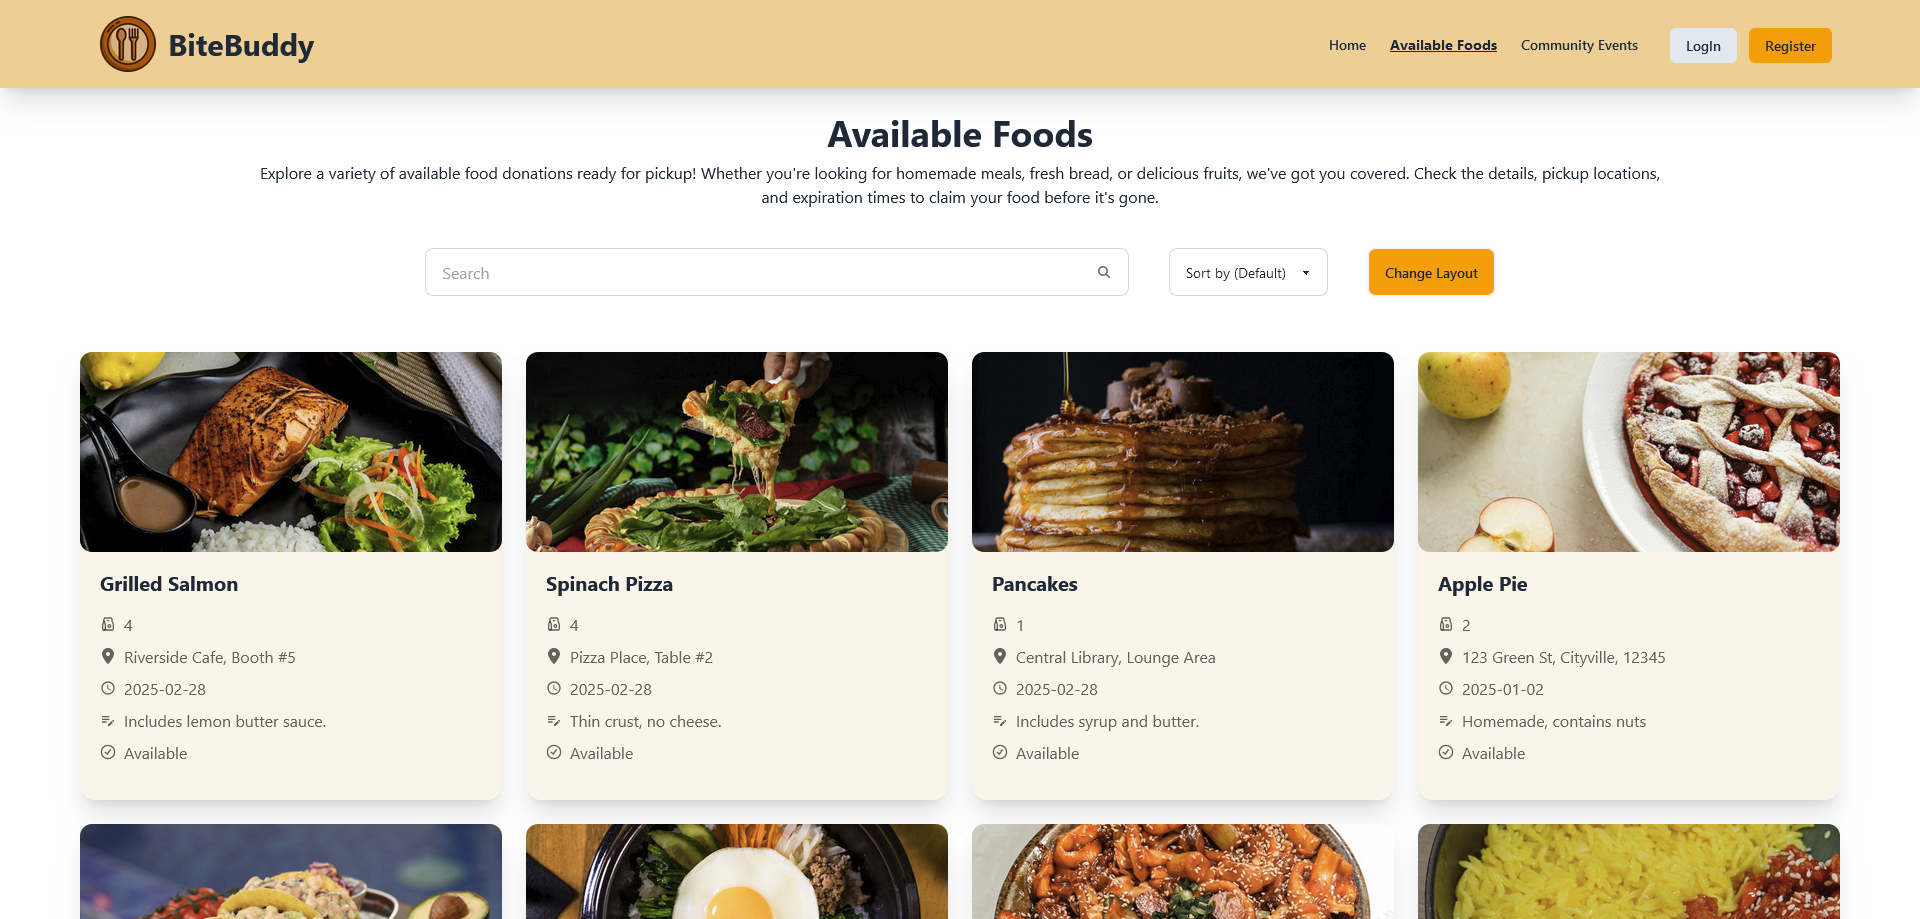 BiteBuddy
Home
Available Foods
Community Events
LogIn
Register
Available Foods
Explore a variety of available food donations ready for pickup! Whether you're looking for homemade meals, fresh bread, or delicious fruits, we've got you covered. Check the details, pickup locations,
and expiration times to claim your food before it's gone.
Search
Sort by (Default)
Change Layout
Grilled Salmon
4
Riverside Cafe, Booth #5
2025-02-28
Includes lemon butter sauce.
Available
Spinach Pizza
4
Pizza Place, Table #2
2025-02-28
Thin crust, no cheese.
Available
Pancakes
1
Central Library, Lounge Area
2025-02-28
Includes syrup and butter.
Available
Apple Pie
2
123 Green St, Cityville, 12345
2025-01-02
Homemade, contains nuts
Available